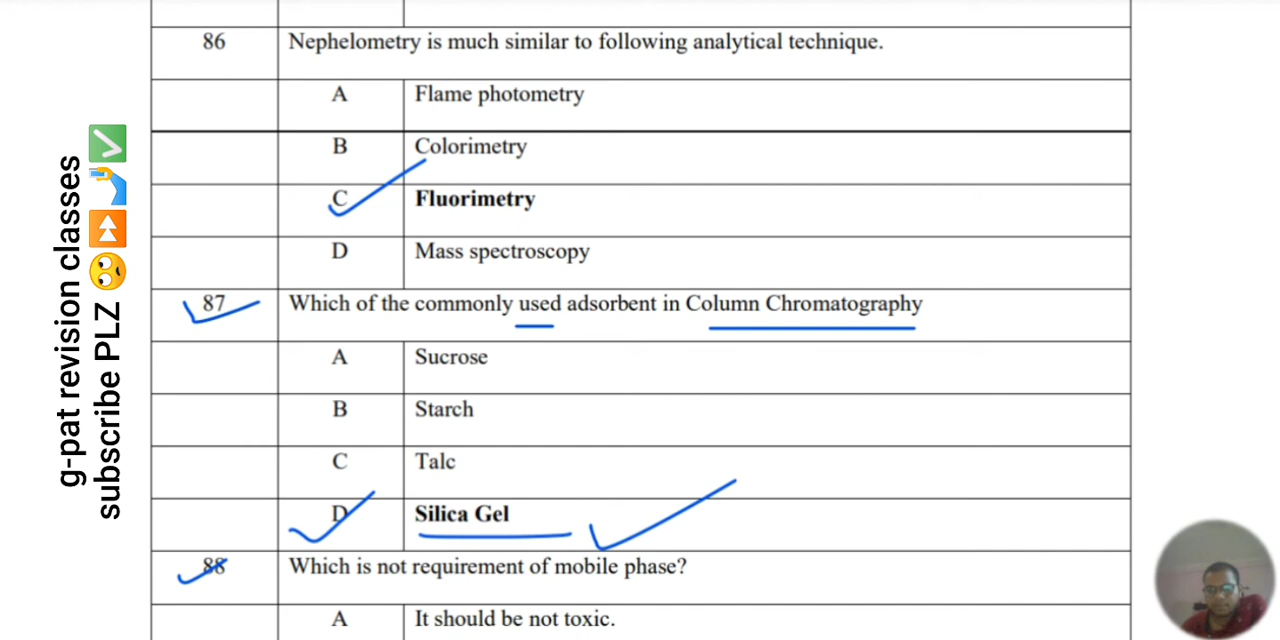 86 Nephelometry is much similar to following analytical technique.
A Flame photometry
B Colorimetry
C Fluorimetry
D Mass spectroscopy
87 Which of the commonly used adsorbent in Column Chromatography
A Sucrose
B Starch
C Talc
D Silica Gel
88 Which is not requirement of mobile phase?
A It should be not toxic.
g-pat revision classes
subscribe PLZ 🥺⏩🤳✅